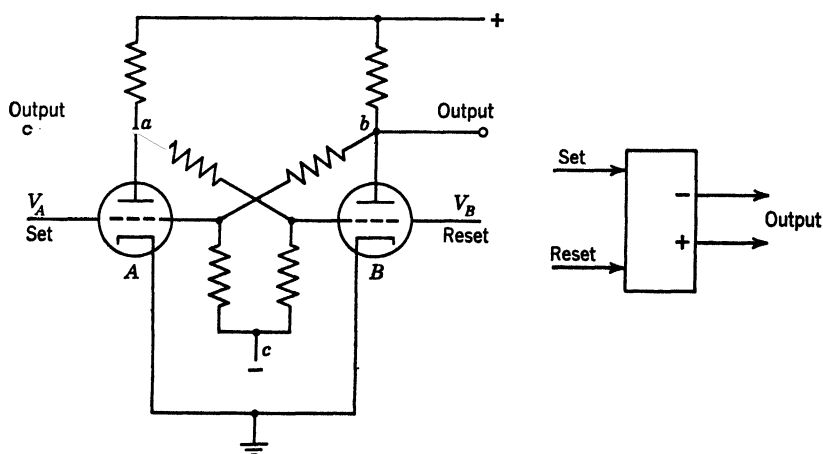 +
Output
a
b
Output
V_A
Set
V_B
Reset
A
B
c
−
Set
Reset
−
+
Output